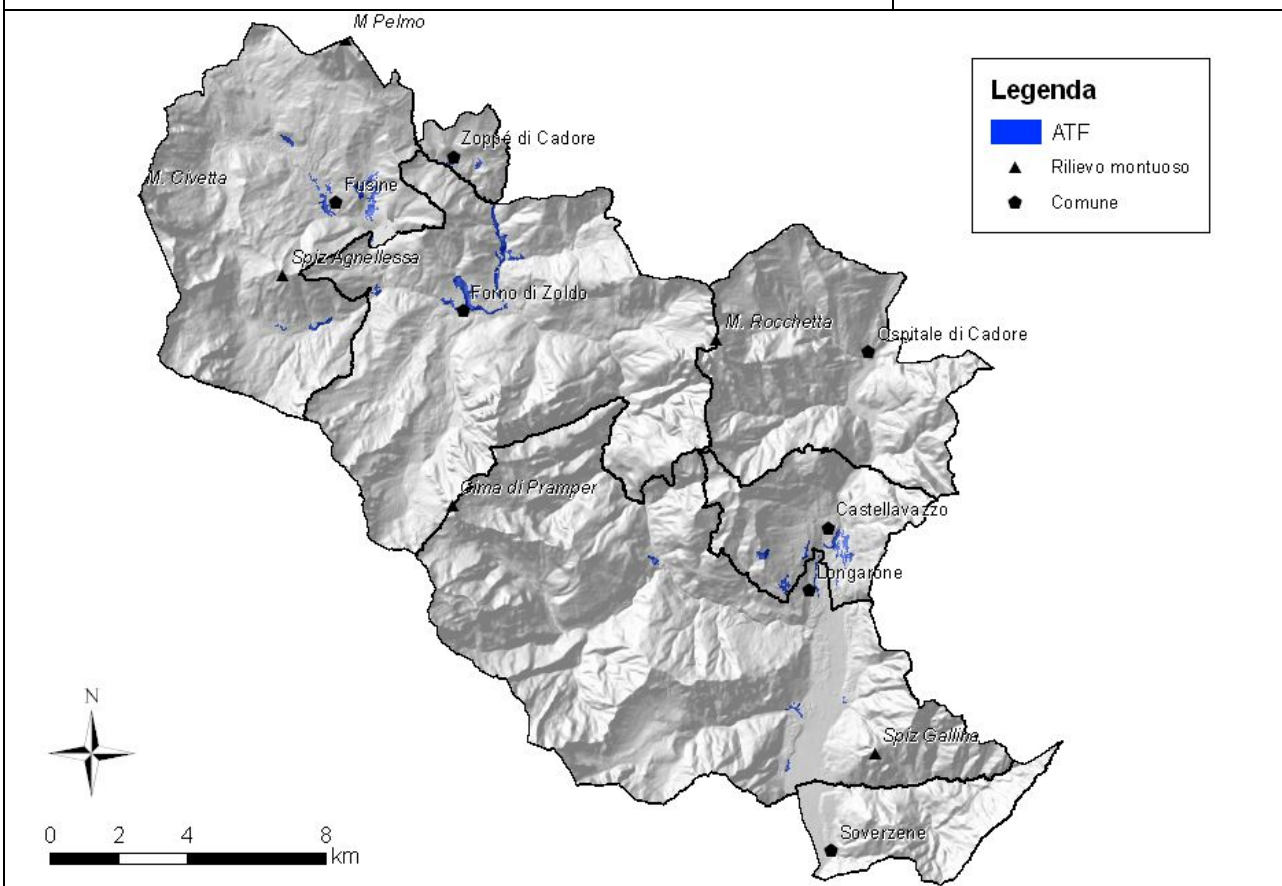 M Pelmo
Legenda
ATF
Rilievo montuoso
Comune
Zoppé di Cadore
M. Civetta
Fusine
Spiz Agnellessa
Forno di Zoldo
M. Rocchetta
Ospitale di Cadore
Cima di Pramper
Castellavazzo
Longarone
N
Spiz Gallina
Soverzene
0 2 4 8
km